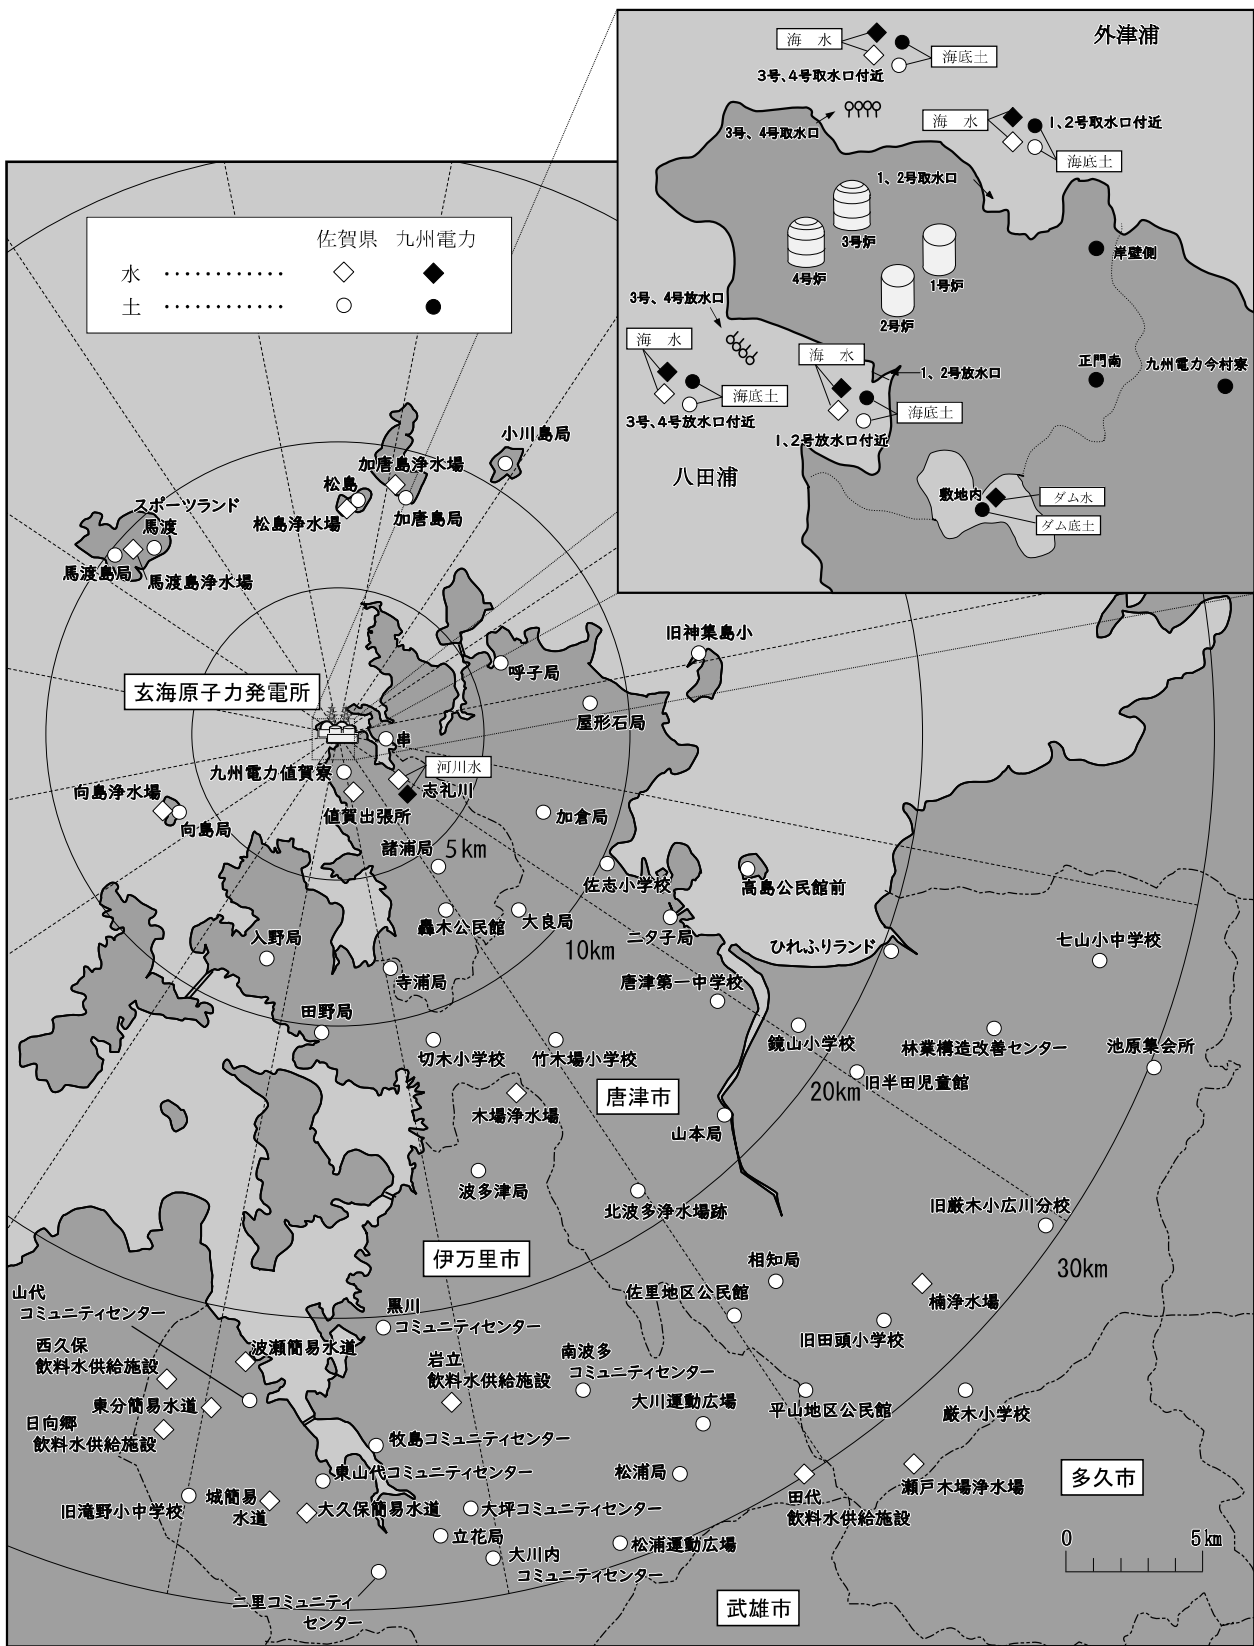 外津浦
海　水
海底土
3号、4号取水口付近
3号、4号取水口
海　水
1、2号取水口付近
海底土
1、2号取水口
3号炉
4号炉
1号炉
2号炉
岸壁側
3号、4号放水口
海　水
海底土
3号、4号放水口付近
海　水
1、2号放水口
海底土
1、2号放水口付近
正門南
九州電力今村寮
八田浦
敷地内
ダム水
ダム底土
佐賀県　九州電力
水 ・・・・・・・・・・・・
土 ・・・・・・・・・・・・
小川島局
加唐島浄水場
松島
松島浄水場
加唐島局
スポーツランド
馬渡
馬渡島局
馬渡島浄水場
旧神集島小
呼子局
玄海原子力発電所
屋形石局
串
九州電力値賀寮
河川水
志礼川
向島浄水場
向島局
値賀出張所
加倉局
諸浦局
5km
佐志小学校
高島公民館前
轟木公民館
大良局
二タ子局
入野局
10km
ひれふりランド
七山小中学校
寺浦局
唐津第一中学校
田野局
切木小学校
竹木場小学校
鏡山小学校
林業構造改善センター
池原集会所
唐津市
20km
旧半田児童館
木場浄水場
山本局
波多津局
北波多浄水場跡
旧厳木小広川分校
伊万里市
相知局
30km
佐里地区公民館
楠浄水場
山代
コミュニティセンター
黒川
コミュニティセンター
旧田頭小学校
西久保
飲料水供給施設
波瀬簡易水道
岩立
飲料水供給施設
南波多
コミュニティセンター
東分簡易水道
大川運動広場
平山地区公民館
厳木小学校
日向郷
飲料水供給施設
牧島コミュニティセンター
東山代コミュニティセンター
松浦局
瀬戸木場浄水場
多久市
旧滝野小中学校
城簡易
水道
大久保簡易水道
大坪コミュニティセンター
田代
飲料水供給施設
立花局
松浦運動広場
大川内
コミュニティセンター
0　5km
二里コミュニティ
センター
武雄市